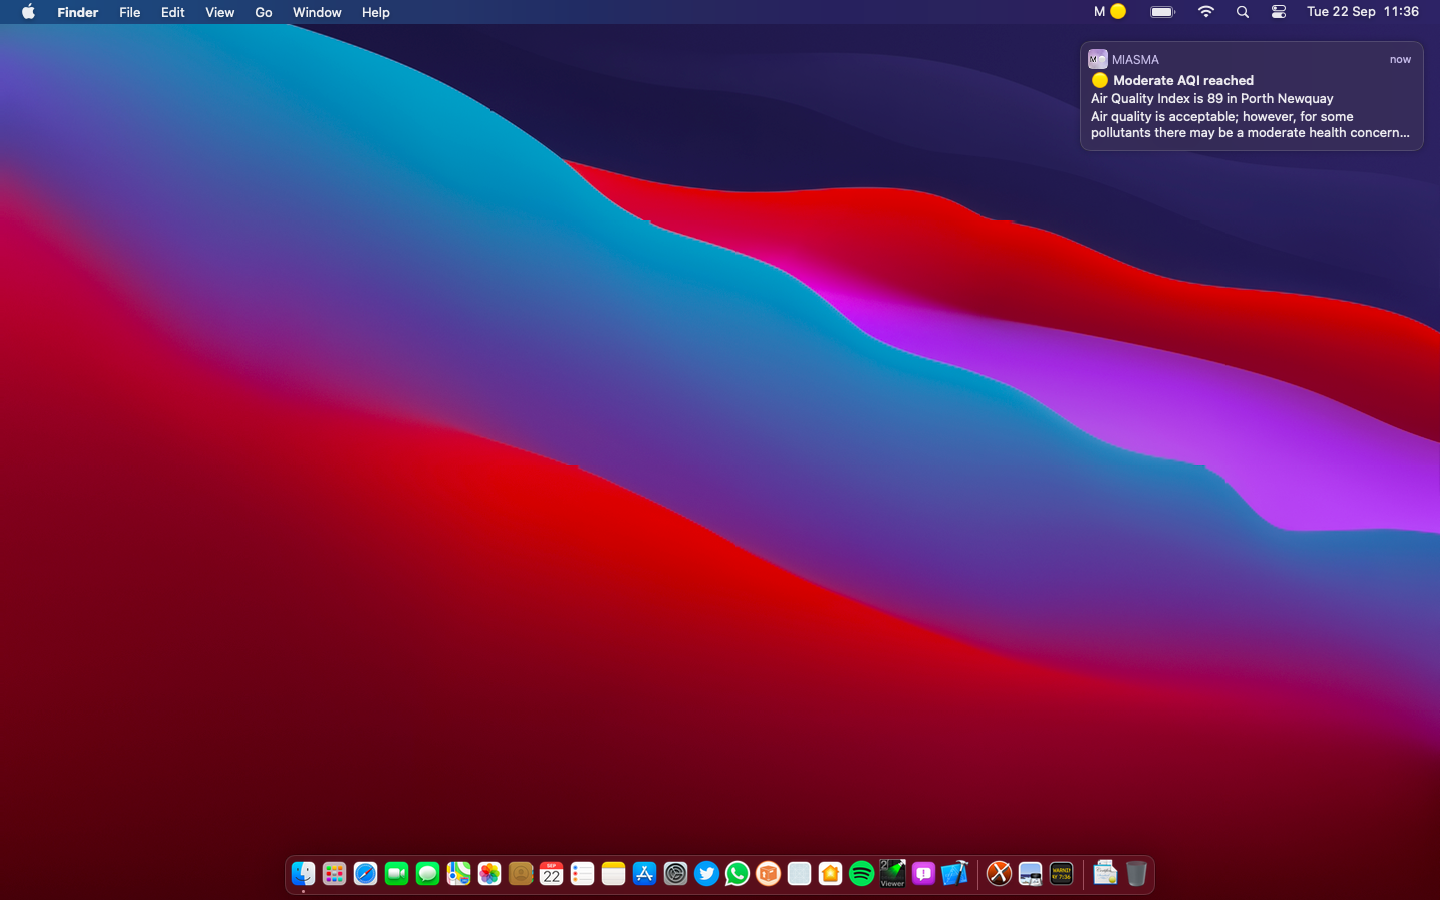 Finder File Edit View Go Window Help M Tue 22 Sep 11:36
MIASMA now
Moderate AQI reached
Air Quality Index is 89 in Porth Newquay
Air quality is acceptable; however, for some
pollutants there may be a moderate health concern...
SEP
22
2
Viewer